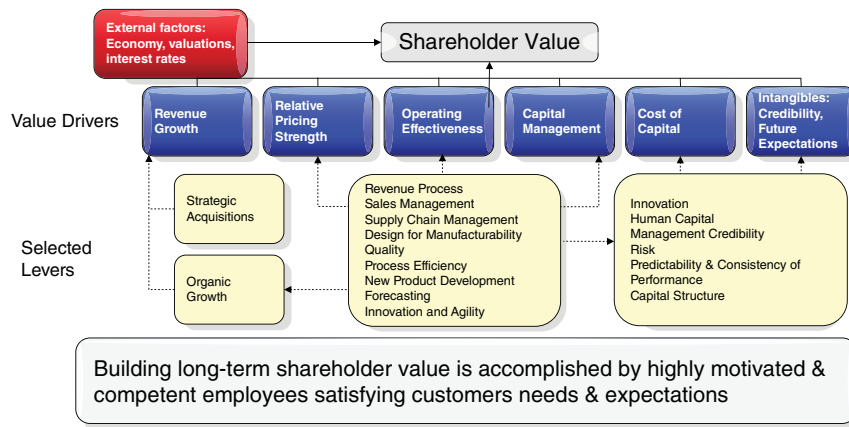 External factors:
Economy, valuations,
interest rates
Shareholder Value
Value Drivers
Revenue
Growth
Relative
Pricing
Strength
Operating
Effectiveness
Capital
Management
Cost of
Capital
Intangibles:
Credibility,
Future
Expectations
Selected
Levers
Strategic
Acquisitions
Organic
Growth
Revenue Process
Sales Management
Supply Chain Management
Design for Manufacturability
Quality
Process Efficiency
New Product Development
Forecasting
Innovation and Agility
Innovation
Human Capital
Management Credibility
Risk
Predictability & Consistency of
Performance
Capital Structure
Building long-term shareholder value is accomplished by highly motivated &
competent employees satisfying customers needs & expectations